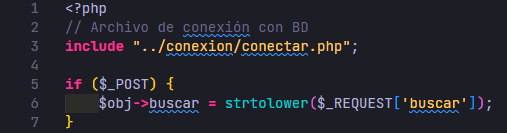 1 <?php
2 // Archivo de conexión con BD
3 include "../conexion/conectar.php";
4
5 if ($_POST) {
6     $obj->buscar = strtolower($_REQUEST['buscar']);
7 }